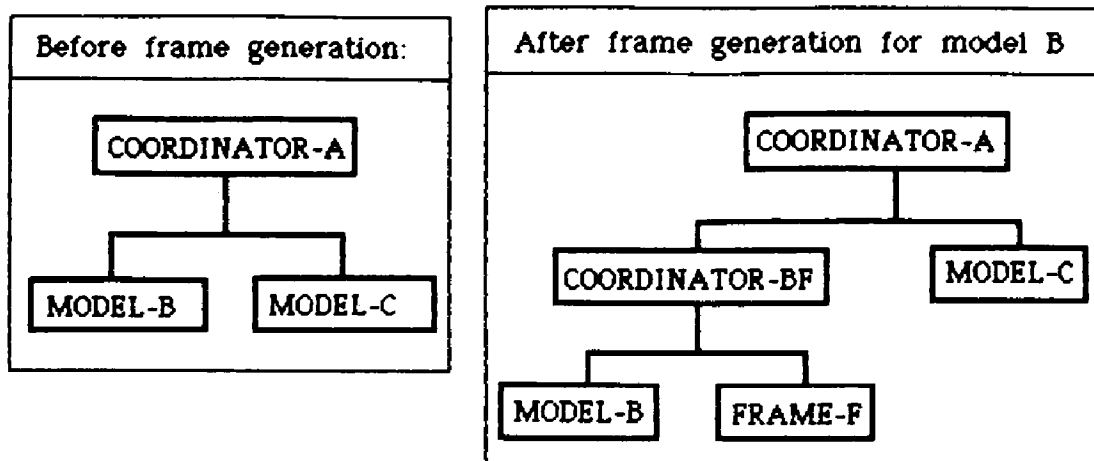 Before frame generation:
COORDINATOR-A
MODEL-B
MODEL-C
After frame generation for model B
COORDINATOR-A
COORDINATOR-BF
MODEL-C
MODEL-B
FRAME-F